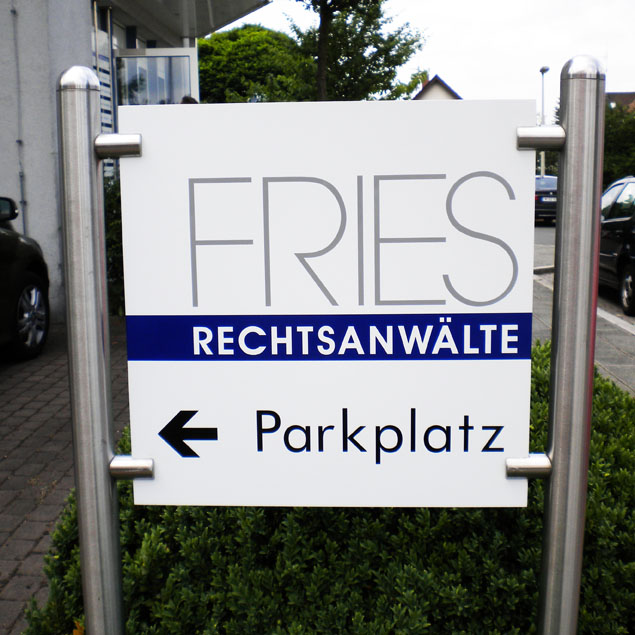 FRIES
RECHTSANWÄLTE
← Parkplatz